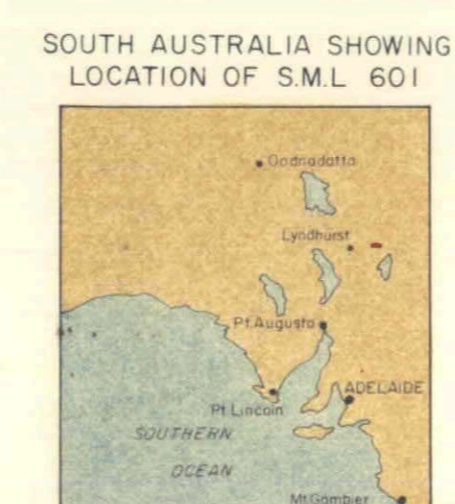 SOUTH AUSTRALIA SHOWING
LOCATION OF S.M.L 601
Oodnadatta
Lyndhurst
Pt Augusta
ADELAIDE
Pt Lincoln
SOUTHERN
OCEAN
Mt Gambier